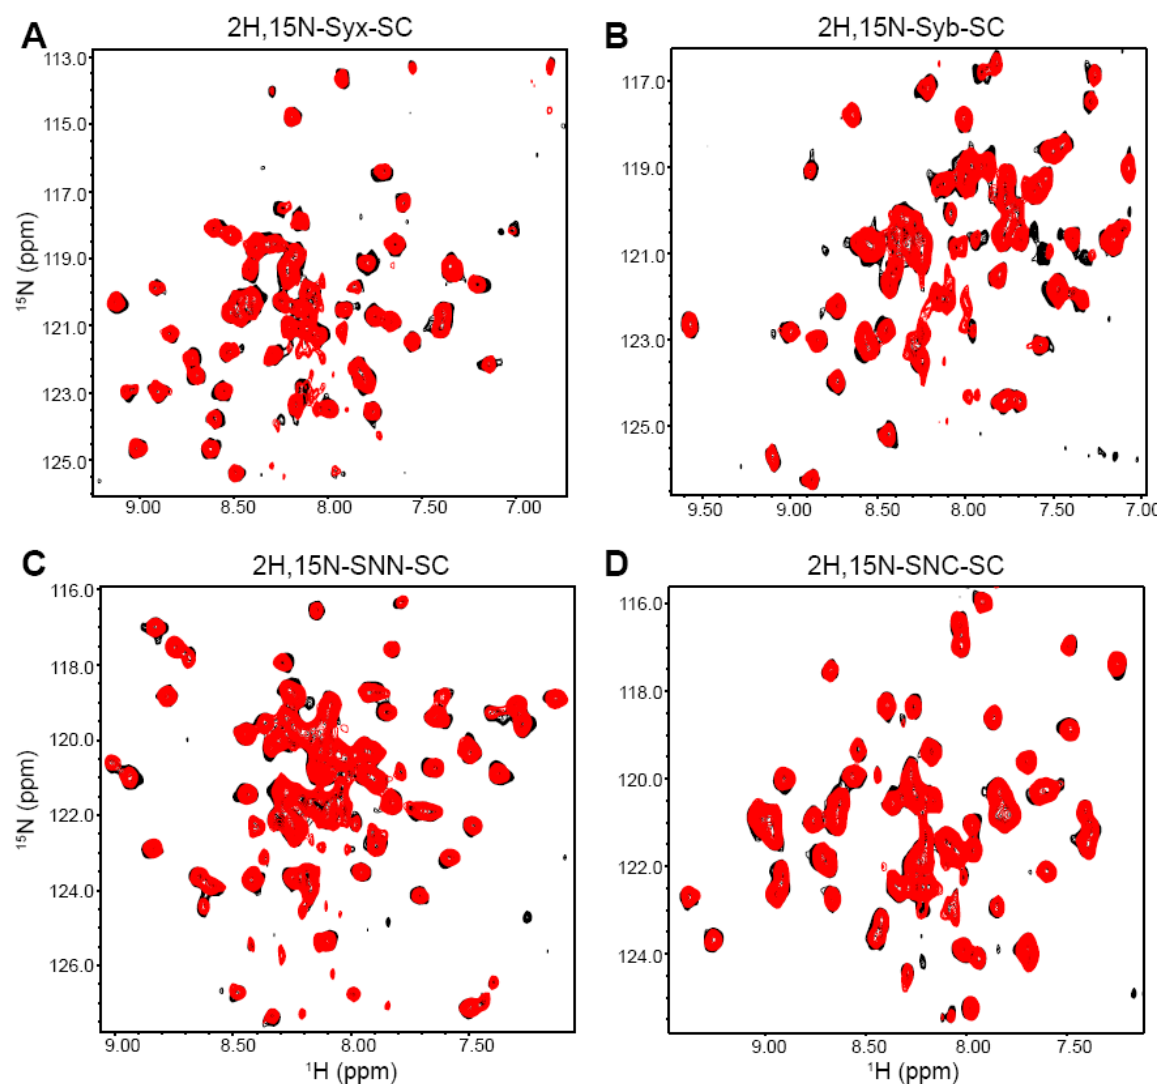 A
2H,15N-Syx-SC
113.0
115.0
117.0
119.0
121.0
123.0
125.0
15N (ppm)
9.00 8.50 8.00 7.50 7.00
B
2H,15N-Syb-SC
117.0
119.0
121.0
123.0
125.0
9.50 9.00 8.50 8.00 7.50 7.00
C
2H,15N-SNN-SC
116.0
118.0
120.0
122.0
124.0
126.0
15N (ppm)
9.00 8.50 8.00 7.50
1H (ppm)
D
2H,15N-SNC-SC
116.0
118.0
120.0
122.0
124.0
9.00 8.50 8.00 7.50
1H (ppm)